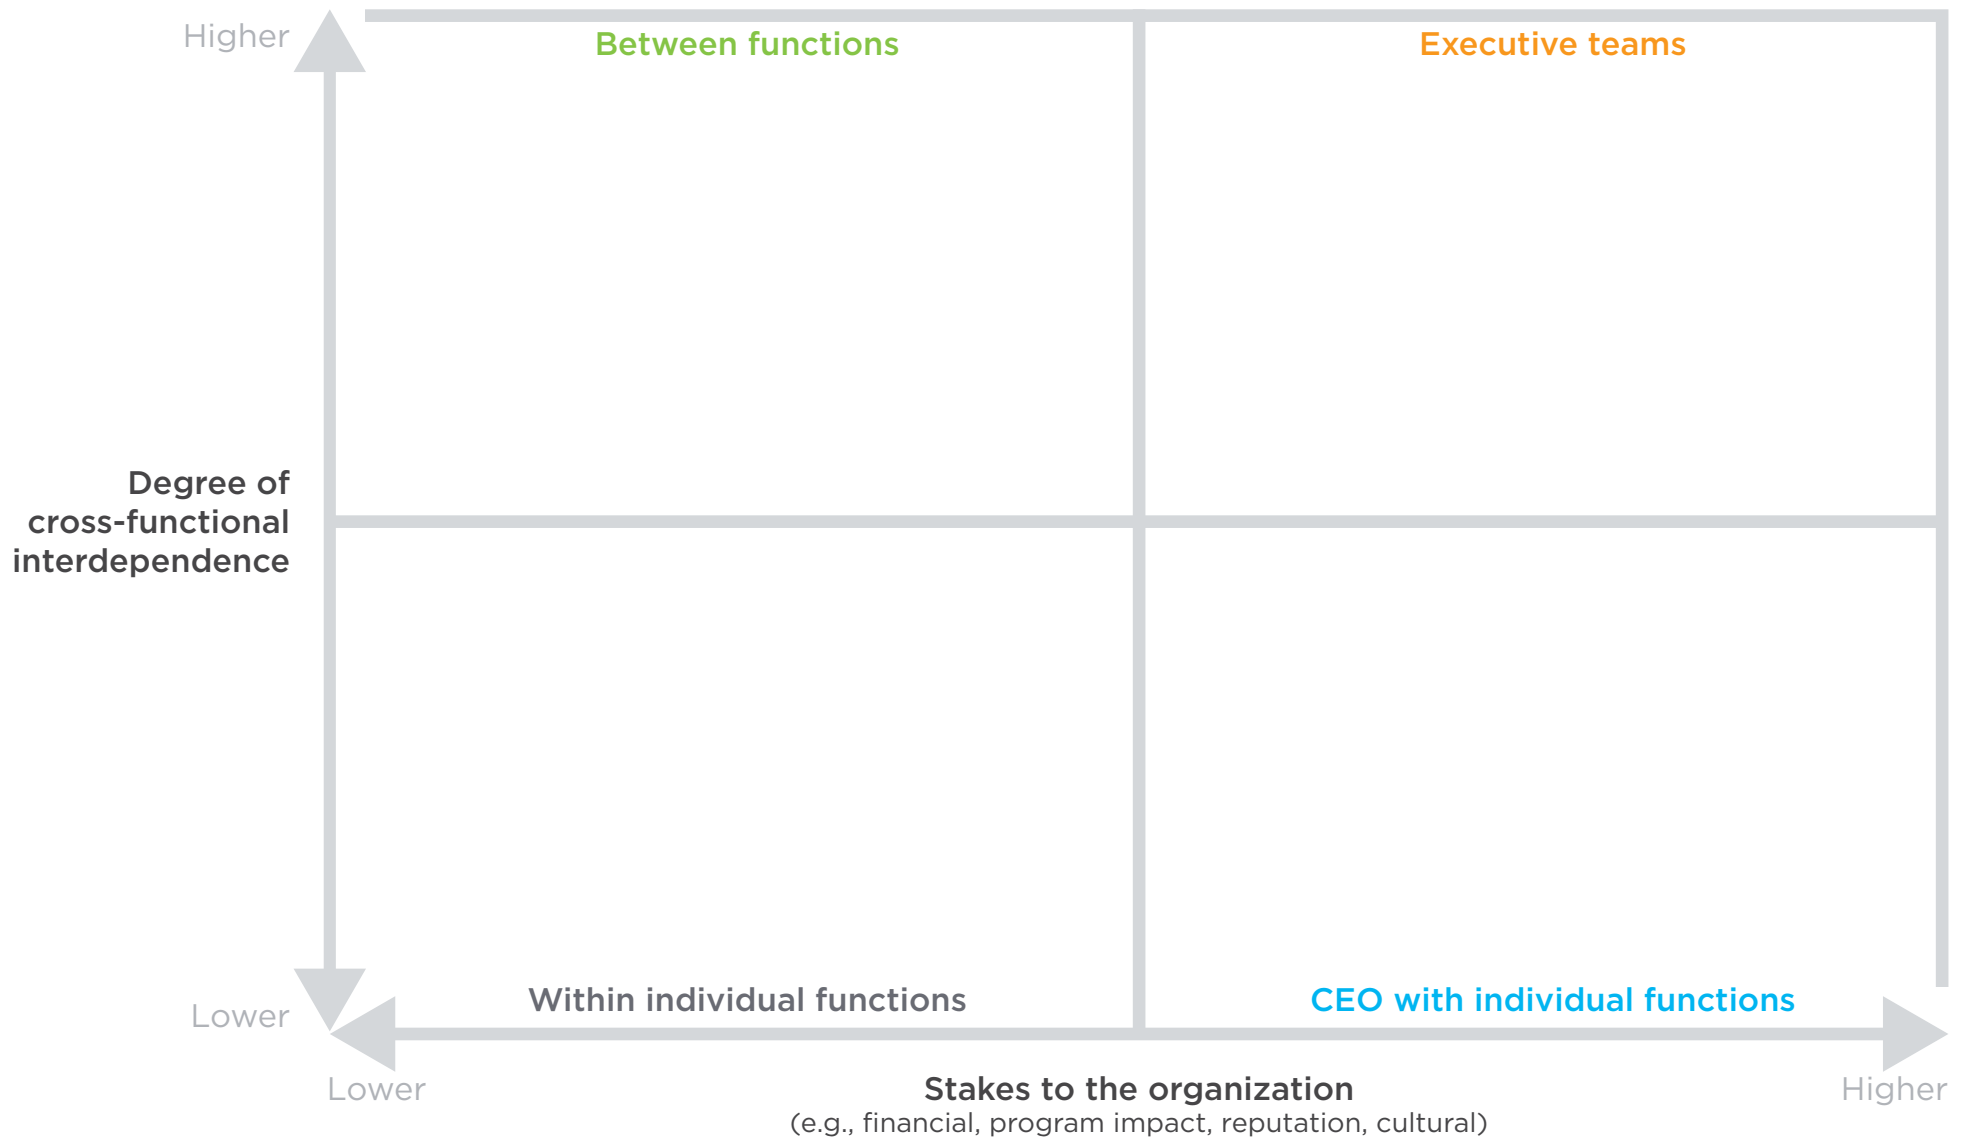 Higher
Between functions
Executive teams
Degree of
cross-functional
interdependence
Within individual functions
CEO with individual functions
Lower
Lower
Stakes to the organization
Higher
(e.g., financial, program impact, reputation, cultural)